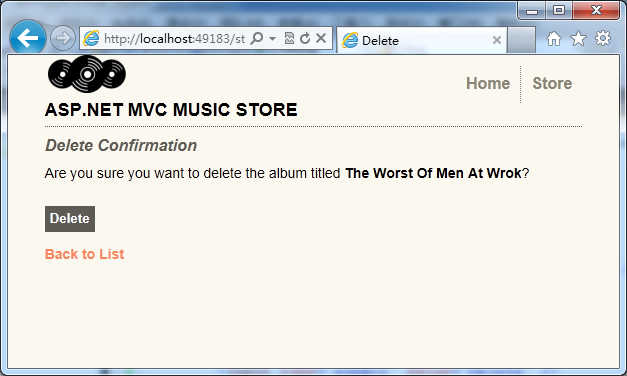 http://localhost:49183/st
Delete
Home
Store
ASP.NET MVC MUSIC STORE
Delete Confirmation
Are you sure you want to delete the album titled The Worst Of Men At Wrok?
Delete
Back to List